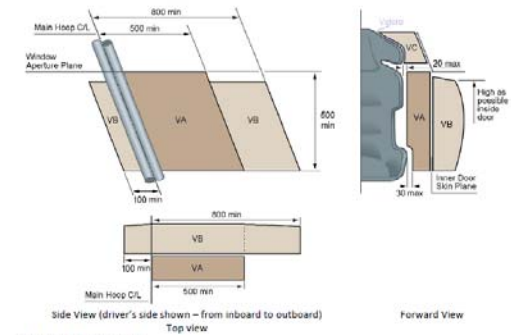 800 min
500 min
Main Hoop C/L
Window
Aperture Plane
VB
VA
VB
600
min
100 min
VC
20 max
VA
VB
High as
possible
inside
door
Inner Door
Skin Plane
30 max
800 min
VB
100 min
VA
500 min
Main Hoop C/L
Side View (driver's side shown – from inboard to outboard)
Forward View
Top view